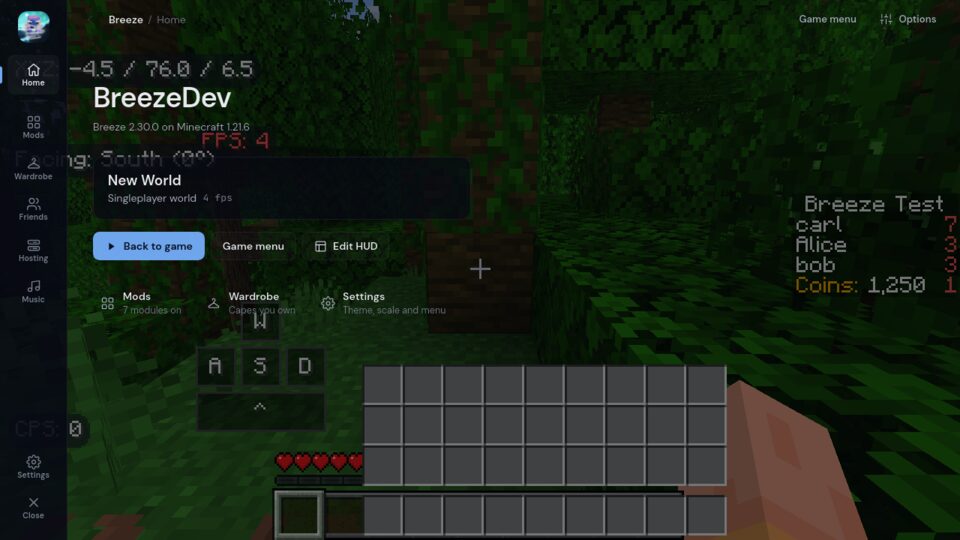 Breeze / Home
Game menu
Options
Home
-4.5 / 76.0 / 6.5
BreezeDev
Breeze 2.30.0 on Minecraft 1.21.6
FPS: 4
Mods
Facing: South (0°)
Wardrobe
New World
Singleplayer world 4 fps
Friends
Breeze Test
carl 7
Alice 3
bob 3
Coins: 1,250 1
Hosting
Back to game
Game menu
Edit HUD
Music
Mods
7 modules on
Wardrobe
Capes you own
Settings
Theme, scale and menu
W
A S D
^
CPS: 0
Settings
Close